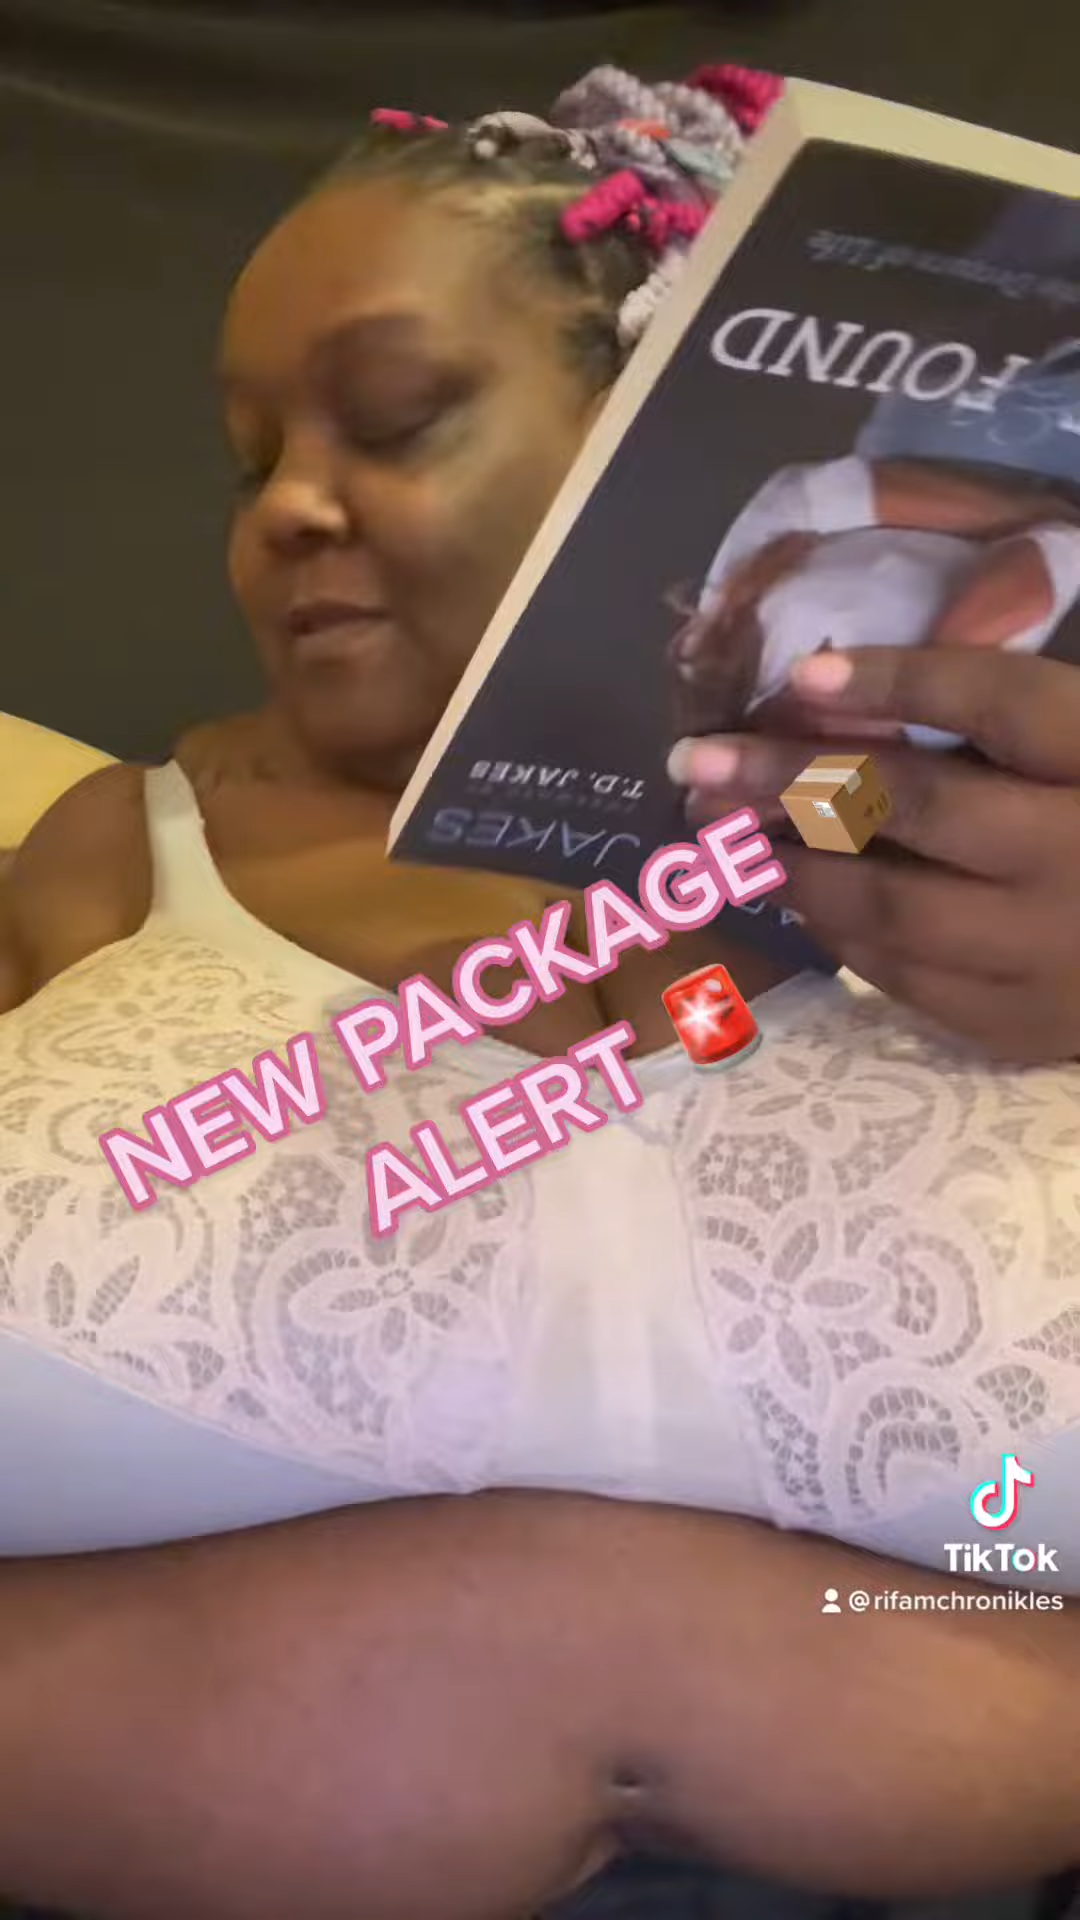 FOUND
T.D. JAKES
JAKES
NEW PACKAGE
ALERT
TikTok
@rifamchronikles